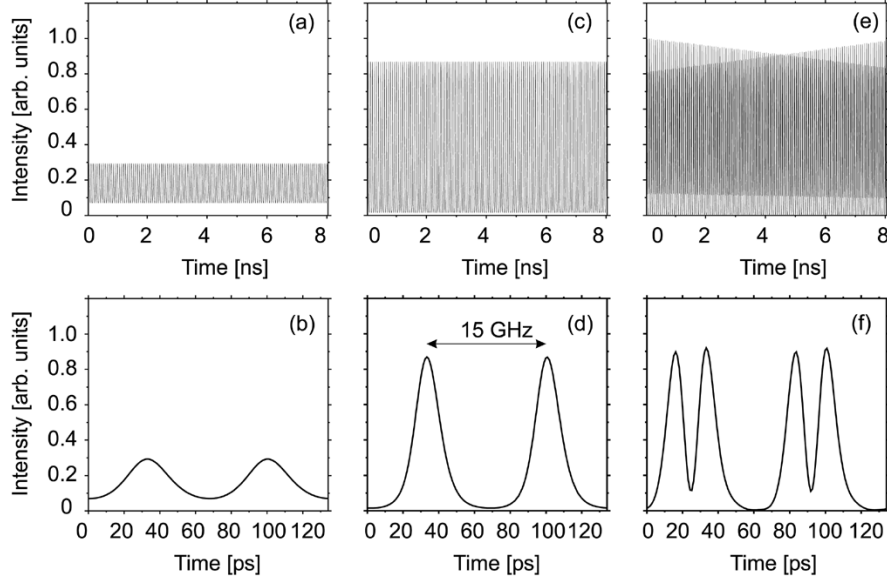 (a) (c) (e)
Intensity [arb. units]
1.0
0.8
0.6
0.4
0.2
0
0 2 4 6 8 0 2 4 6 8 0 2 4 6 8
Time [ns] Time [ns] Time [ns]
(b) (d) (f)
15 GHz
Intensity [arb. units]
1.0
0.8
0.6
0.4
0.2
0
0 20 40 60 80 100 120 0 20 40 60 80 100 120 0 20 40 60 80 100 120
Time [ps] Time [ps] Time [ps]